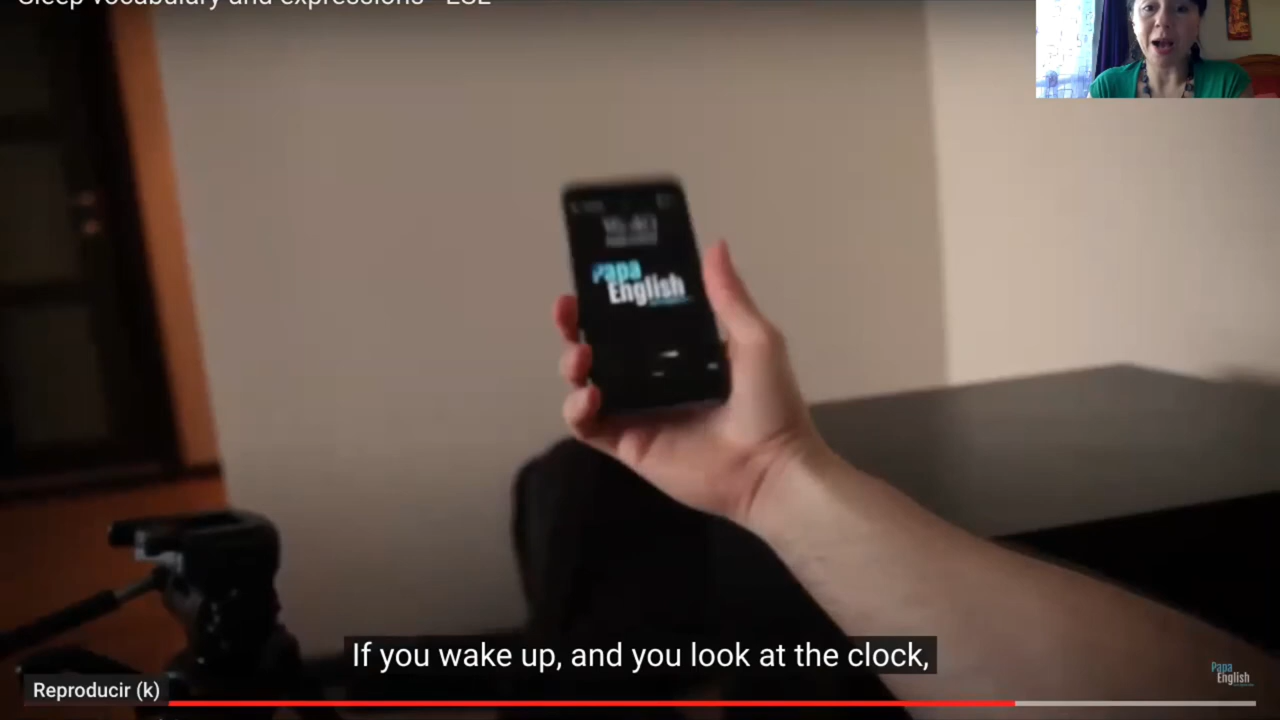 Sleep vocabulary and expressions - ESL
Papa
English
If you wake up, and you look at the clock,
Papa
English
Reproducir (k)